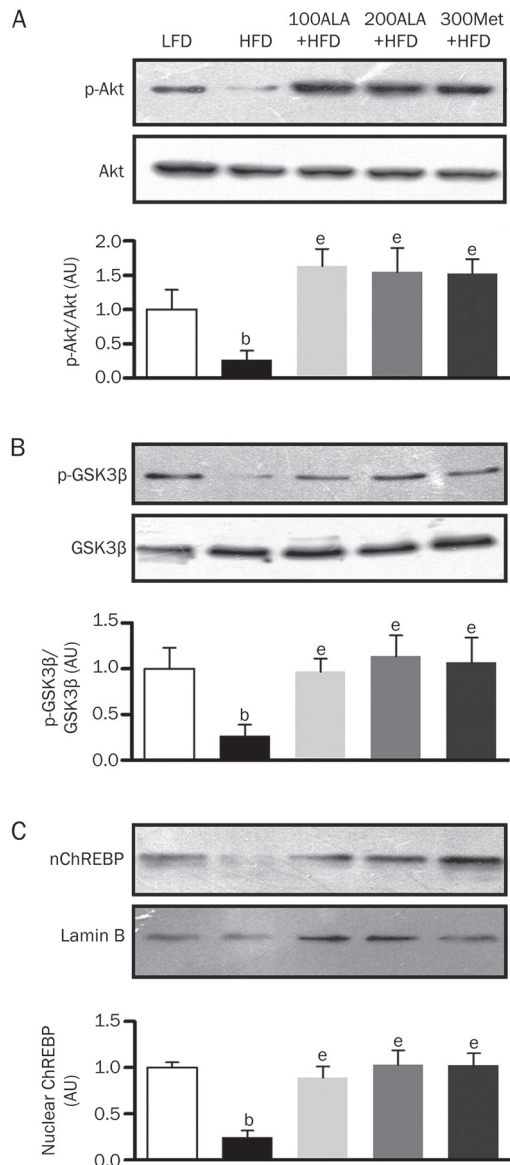 A
LFD HFD 100ALA +HFD 200ALA +HFD 300Met +HFD
p-Akt
Akt
p-Akt/Akt (AU)
2.0
1.5
1.0
0.5
0.0
b e e e
B
p-GSK3β
GSK3β
p-GSK3β/
GSK3β (AU)
1.5
1.0
0.5
0.0
b e e e
C
nChREBP
Lamin B
Nuclear ChREBP
(AU)
1.5
1.0
0.5
0.0
b e e e